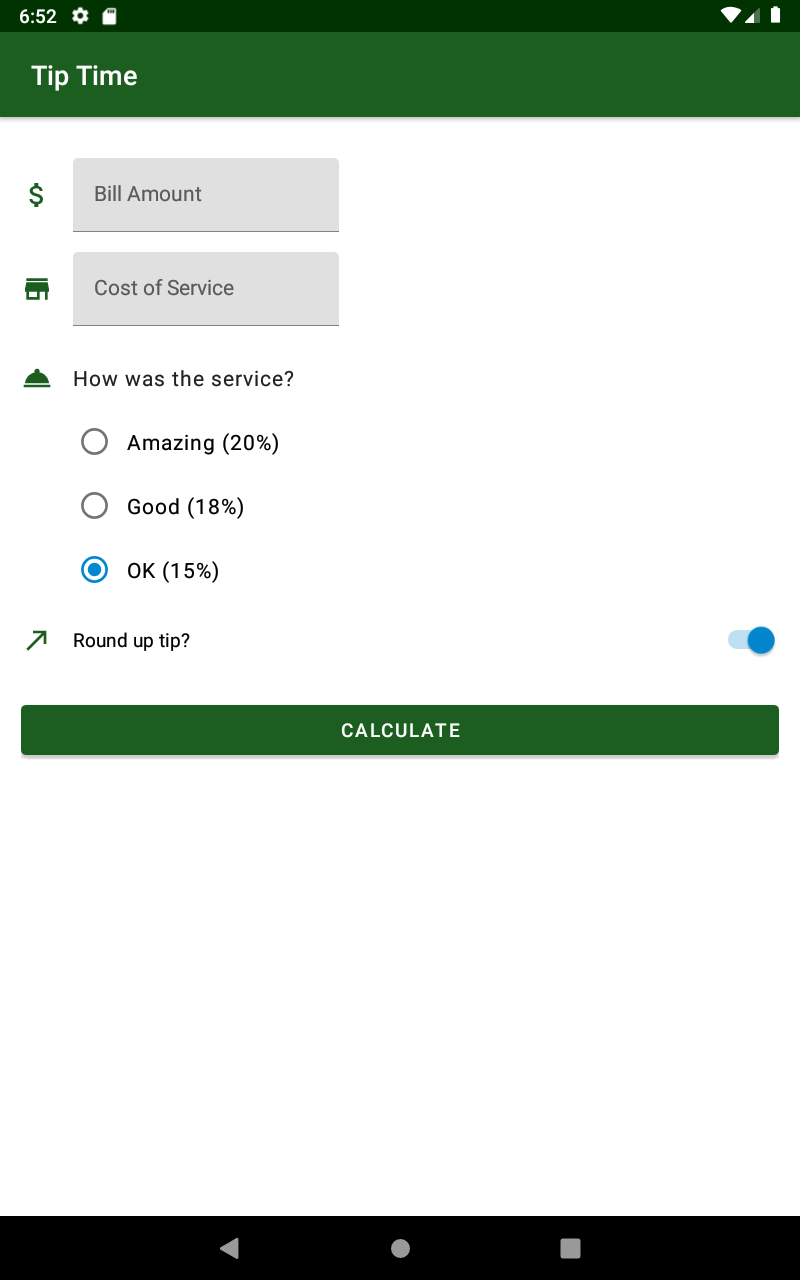 6:52
Tip Time
Bill Amount
Cost of Service
How was the service?
Amazing (20%)
Good (18%)
OK (15%)
Round up tip?
CALCULATE